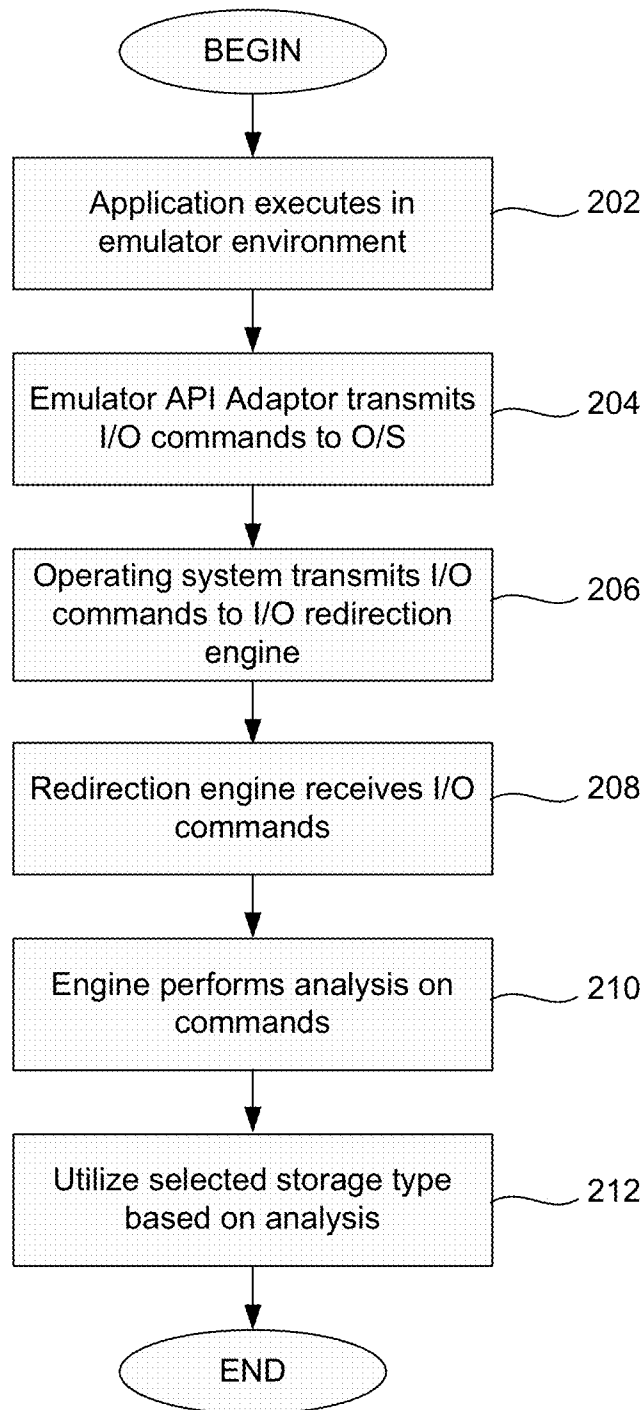 BEGIN
Application executes in
emulator environment
202
Emulator API Adaptor transmits
I/O commands to O/S
204
Operating system transmits I/O
commands to I/O redirection
engine
206
Redirection engine receives I/O
commands
208
Engine performs analysis on
commands
210
Utilize selected storage type
based on analysis
212
END